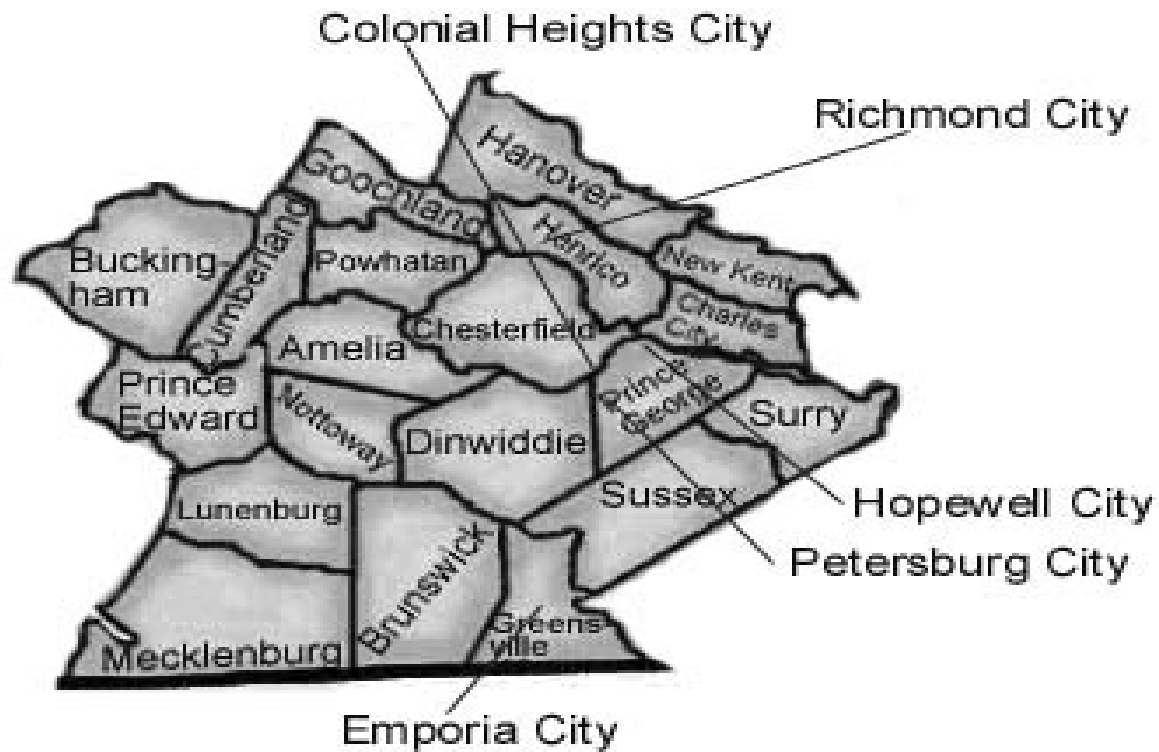 Colonial Heights City
Richmond City
Hanover
Goochland
Henrico
Bucking-
ham
Cumberland
Powhatan
New Kent
Charles
City
Chesterfield
Amelia
Prince
Edward
Nottoway
Prince
George
Surry
Dinwiddie
Sussex
Hopewell City
Lunenburg
Petersburg City
Brunswick
Greens-
ville
Mecklenburg
Emporia City